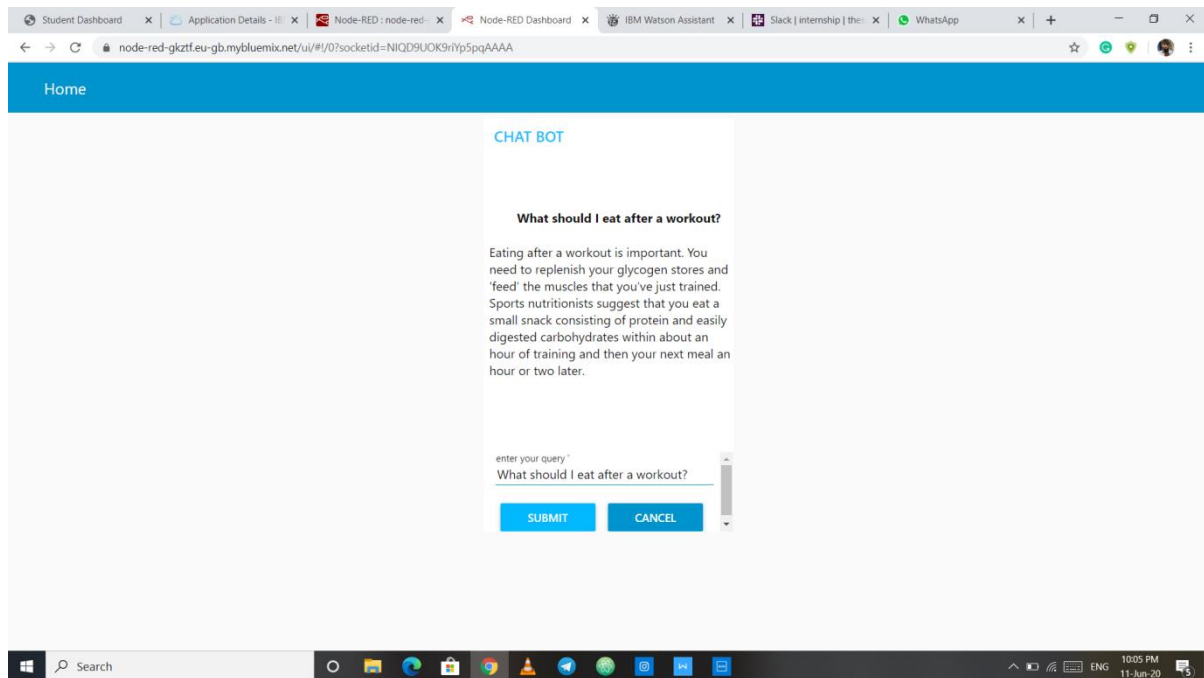 Student Dashboard
Application Details - IB
Node-RED : node-red-
Node-RED Dashboard
IBM Watson Assistant
Slack | internship | the
WhatsApp
node-red-gkztf.eu-gb.mybluemix.net/ui/#!/0?socketid=NIQD9UOK9riYp5pqAAAA
Home
CHAT BOT
What should I eat after a workout?
Eating after a workout is important. You
need to replenish your glycogen stores and
'feed' the muscles that you've just trained.
Sports nutritionists suggest that you eat a
small snack consisting of protein and easily
digested carbohydrates within about an
hour of training and then your next meal an
hour or two later.
enter your query *
What should I eat after a workout?
SUBMIT
CANCEL
Search
ENG
10:05 PM
11-Jun-20
5